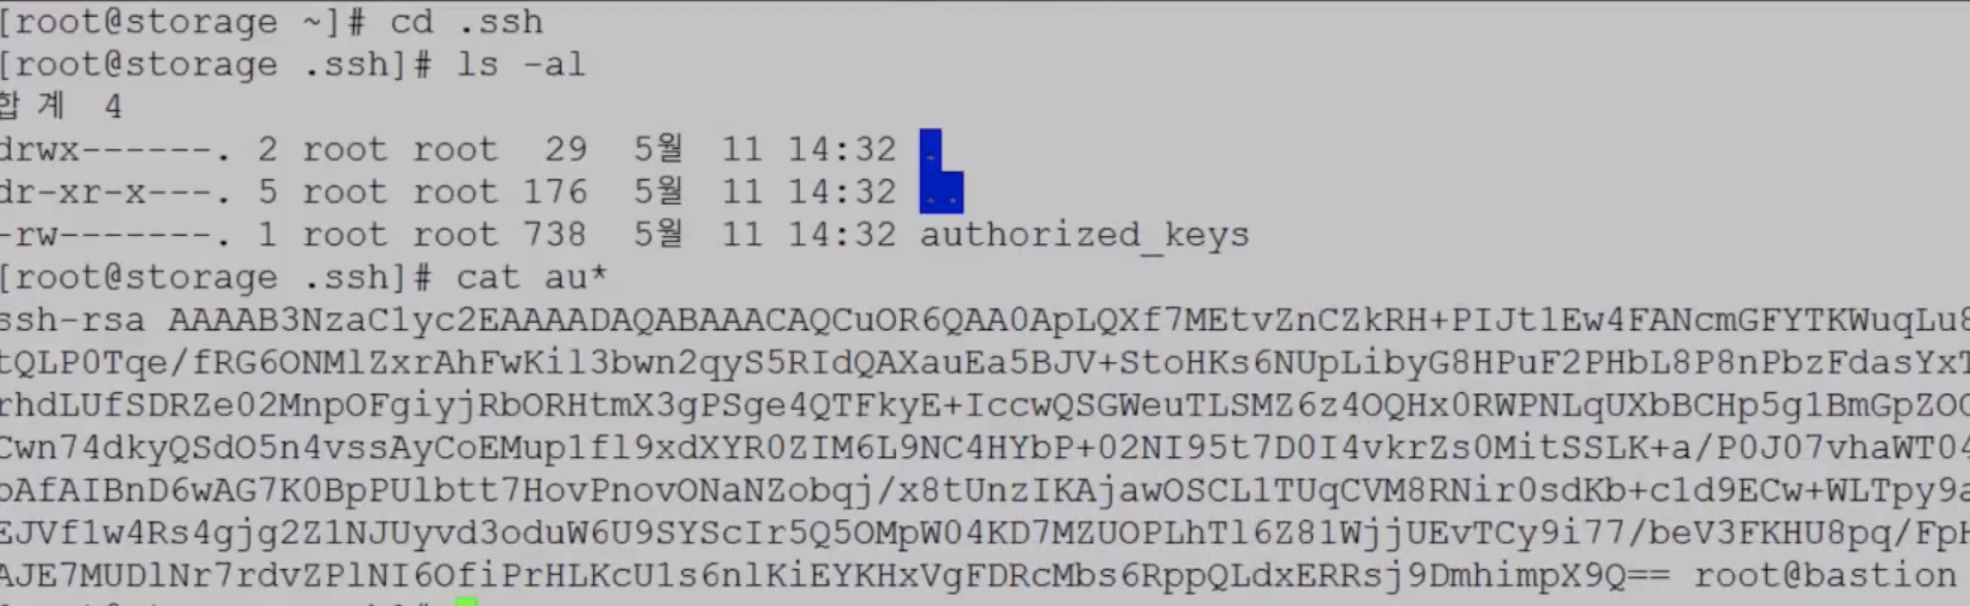 [root@storage ~]# cd .ssh
[root@storage .ssh]# ls -al
합계 4
drwx------. 2 root root 29 5월 11 14:32 .
dr-xr-x---. 5 root root 176 5월 11 14:32 ..
-rw-------. 1 root root 738 5월 11 14:32 authorized_keys
[root@storage .ssh]# cat au*
ssh-rsa AAAAB3NzaC1yc2EAAAADAQABAAACAQCuOR6QAA0ApLQXf7MEtvZnCZkRH+PIJt1Ew4FANcmGFYTKWuqLu8
tQLP0Tqe/fRG6ONMlZxrAhFwKil3bwn2qyS5RIdQAXauEa5BJV+StoHKs6NUpLibyG8HPuF2PHbL8P8nPbzFdasYxT
rhdLUfSDRZe02MnpOFgiyjRbORHtmX3gPSge4QTFkyE+IccwQSGWeuTLSMZ6z4OQHx0RWPNLqUXbBCHp5g1BmGpZOO
Cwn74dkyQSdO5n4vssAyCoEMup1fl9xdXYR0ZIM6L9NC4HYbP+02NI95t7D0I4vkrZs0MitSSLK+a/P0J07vhaWT04
oAfAIBnD6wAG7K0BpPUlbtt7HovPnovONaNZobqj/x8tUnzIKAjawOSCL1TUqCVM8RNir0sdKb+c1d9ECw+WLTpy9a
EJVf1w4Rs4gjg2Z1NJUyvd3oduW6U9SYScIr5Q5OMpW04KD7MZUOPLhTl6Z81WjjUEvTCy9i77/beV3FKHU8pq/FpH
AJE7MUDlNr7rdvZPlNI6OfiPrHLKcU1s6nlKiEYKHxVgFDRcMbs6RppQLdxERRsj9DmhimpX9Q== root@bastion